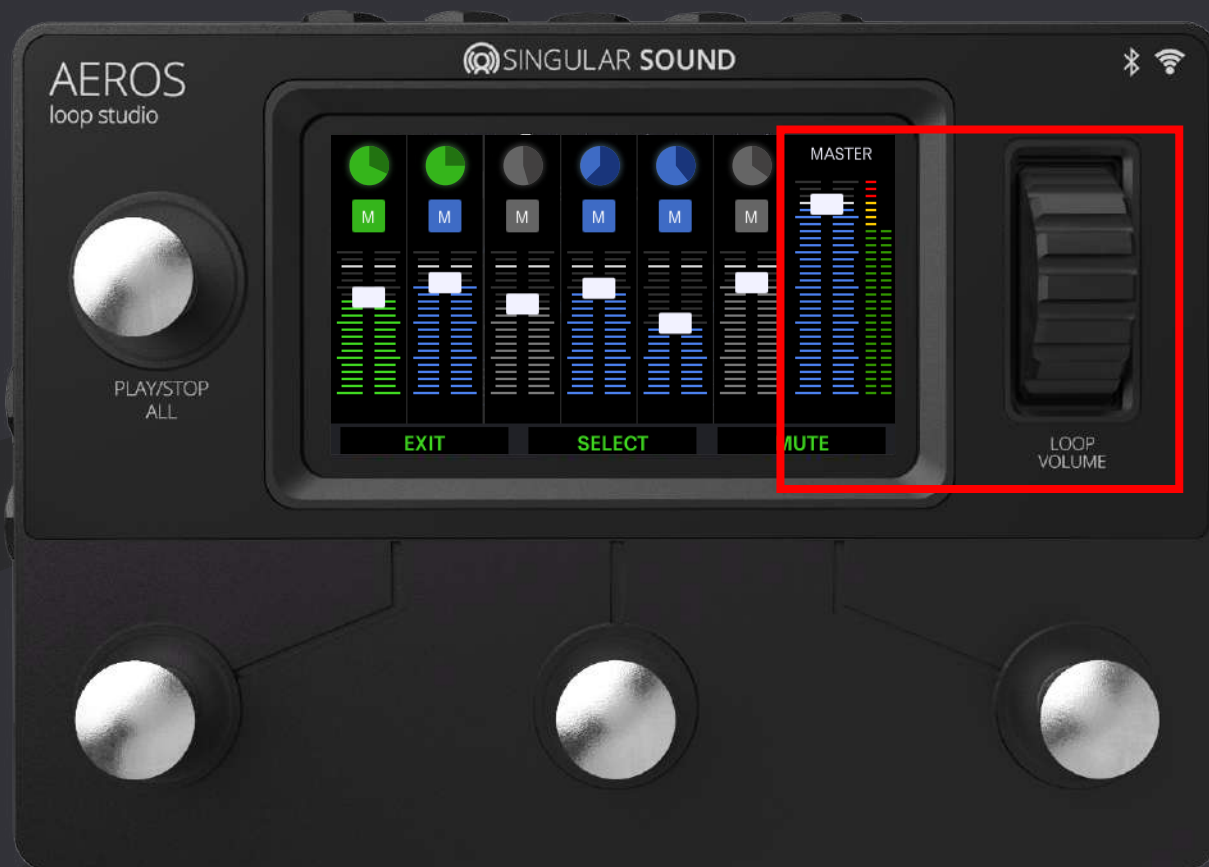 SINGULAR SOUND
AEROS
loop studio
MASTER
M M M M M M
PLAY/STOP
ALL
EXIT SELECT MUTE
LOOP
VOLUME